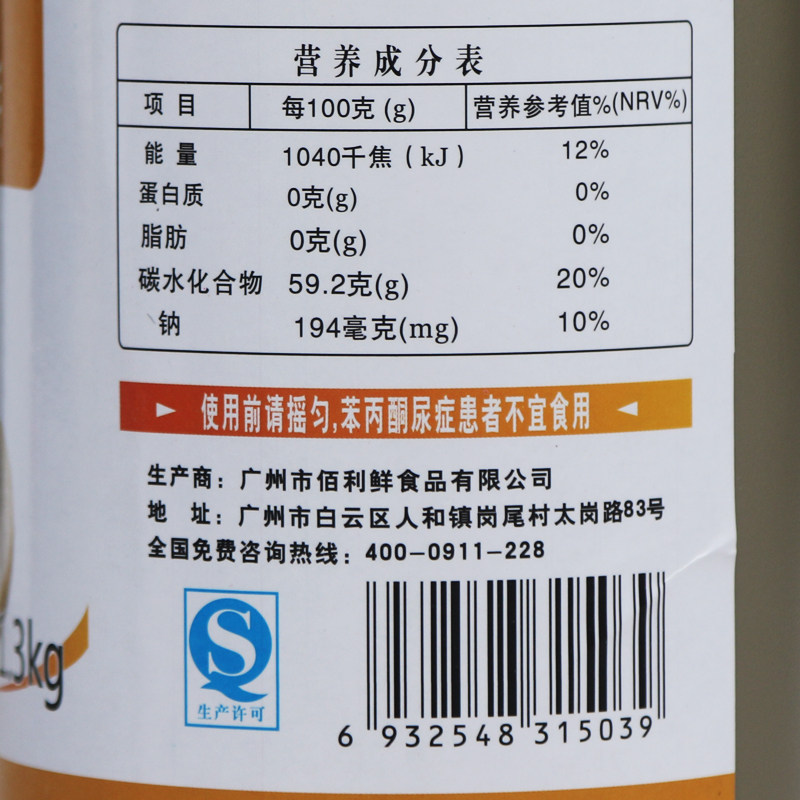 营养成分表
项 目 每100克 (g) 营养参考值%(NRV%)
能 量 1040千焦 ( kJ ) 12%
蛋白质 0克(g) 0%
脂肪 0克(g) 0%
碳水化合物 59.2克(g) 20%
钠 194毫克(mg) 10%
使用前请摇匀,苯丙酮尿症患者不宜食用
生产商：广州市佰利鲜食品有限公司
地 址：广州市白云区人和镇岗尾村太岗路83号
全国免费咨询热线：400-0911-228
.3kg
QS
生产许可
6 932548 315039